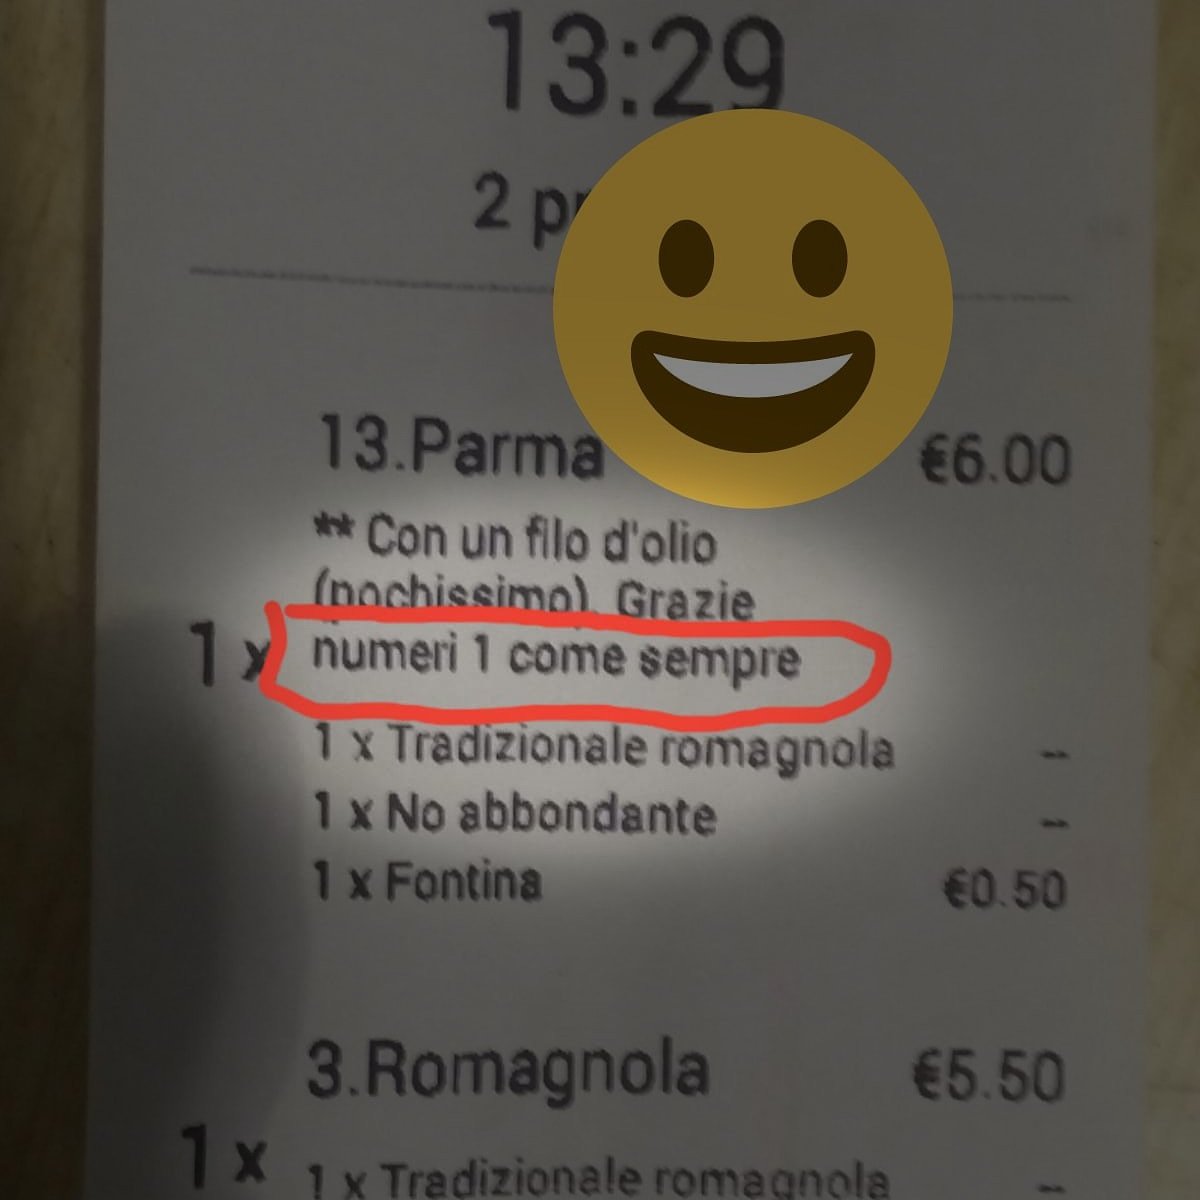 13:29
2
13.Parma €6.00
** Con un filo d'olio
(pochissimo). Grazie
1 x numeri 1 come sempre
1 x Tradizionale romagnola --
1 x No abbondante --
1 x Fontina €0.50
3.Romagnola €5.50
1 x
1 x Tradizionale romagnola --